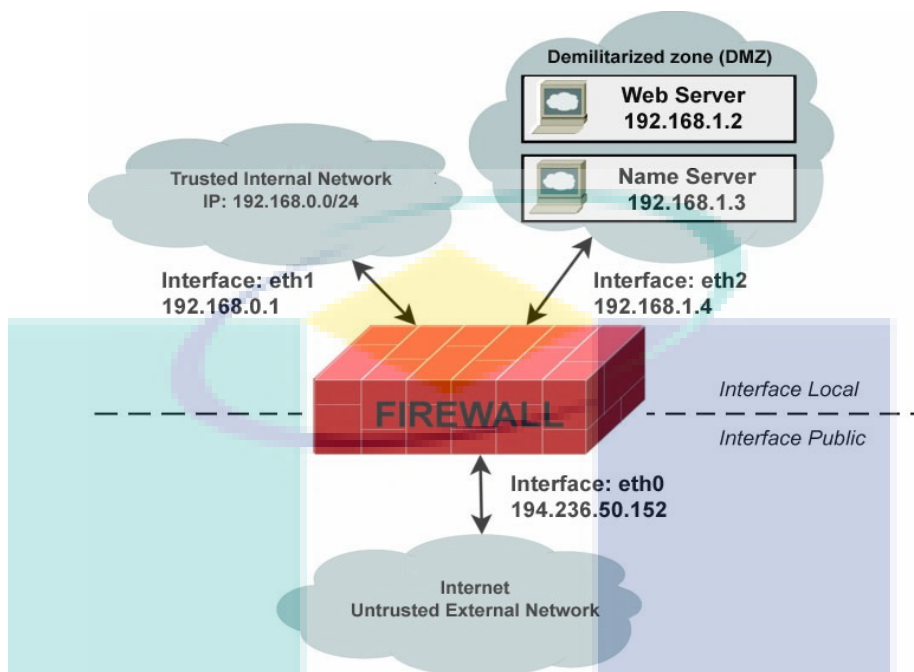 Demilitarized zone (DMZ)
Web Server
192.168.1.2
Name Server
192.168.1.3
Trusted Internal Network
IP: 192.168.0.0/24
Interface: eth1
192.168.0.1
Interface: eth2
192.168.1.4
FIREWALL
Interface Local
Interface Public
Interface: eth0
194.236.50.152
Internet
Untrusted External Network